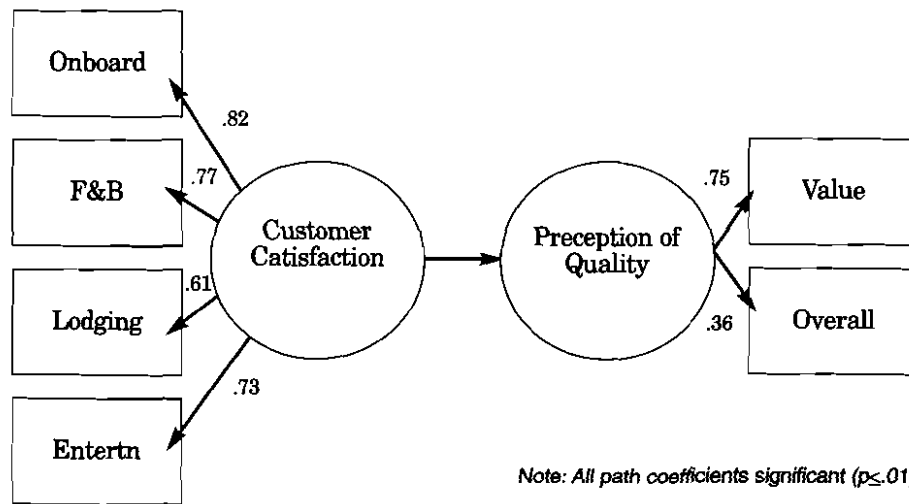 Onboard
.82
F&B
.77
Customer
Catisfaction
Lodging
.61
Entertn
.73
Preception of
Quality
.75
Value
.36
Overall
Note: All path coefficients significant (p≤.01